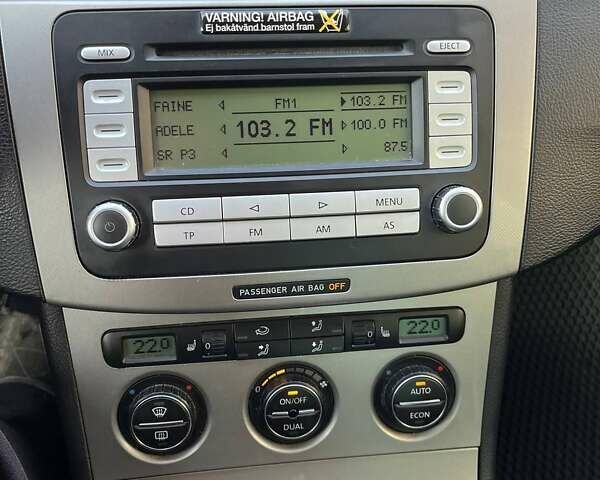 VARNING! AIRBAG
Ej bakåtvänd barnstol fram
MIX
EJECT
FAINE FM1 103.2 FM
ADELE 103.2 FM 100.0 FM
SR P3 87.5
CD MENU
TP FM AM AS
PASSENGER AIR BAG OFF
22.0 0 0 22.0
ON/OFF
DUAL
AUTO
ECON